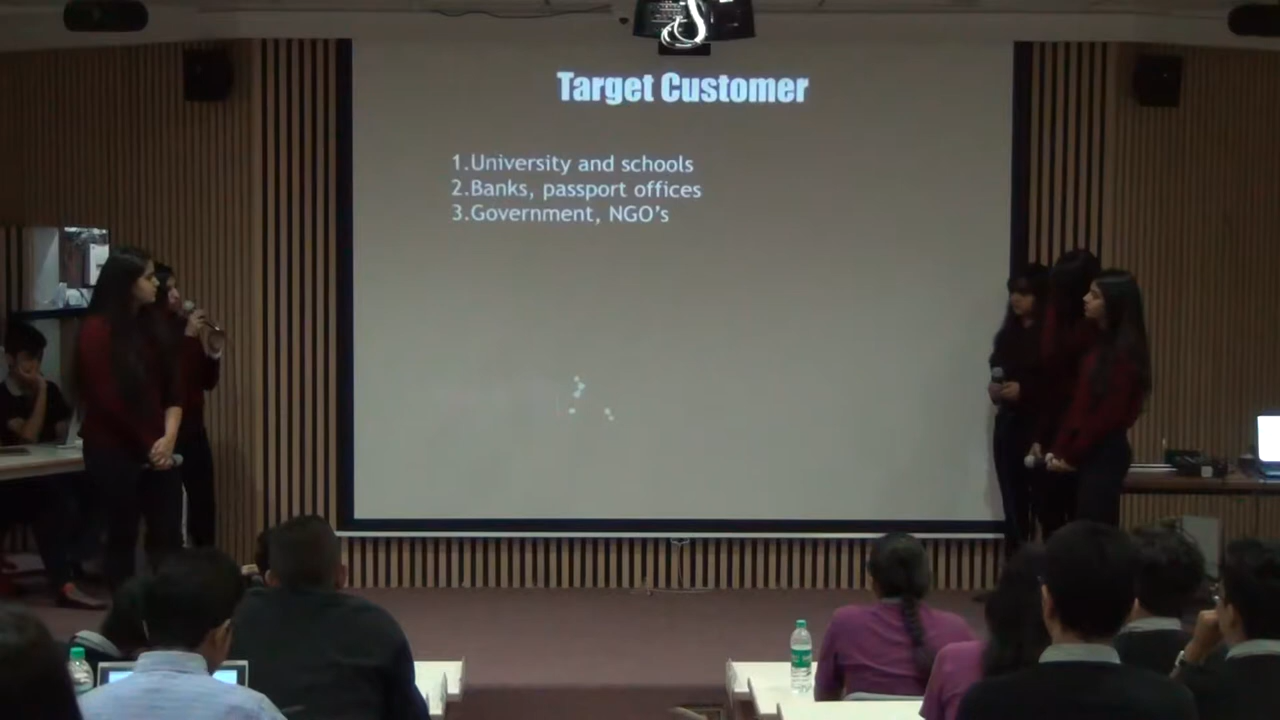 Target Customer
1.University and schools
2.Banks, passport offices
3.Government, NGO's